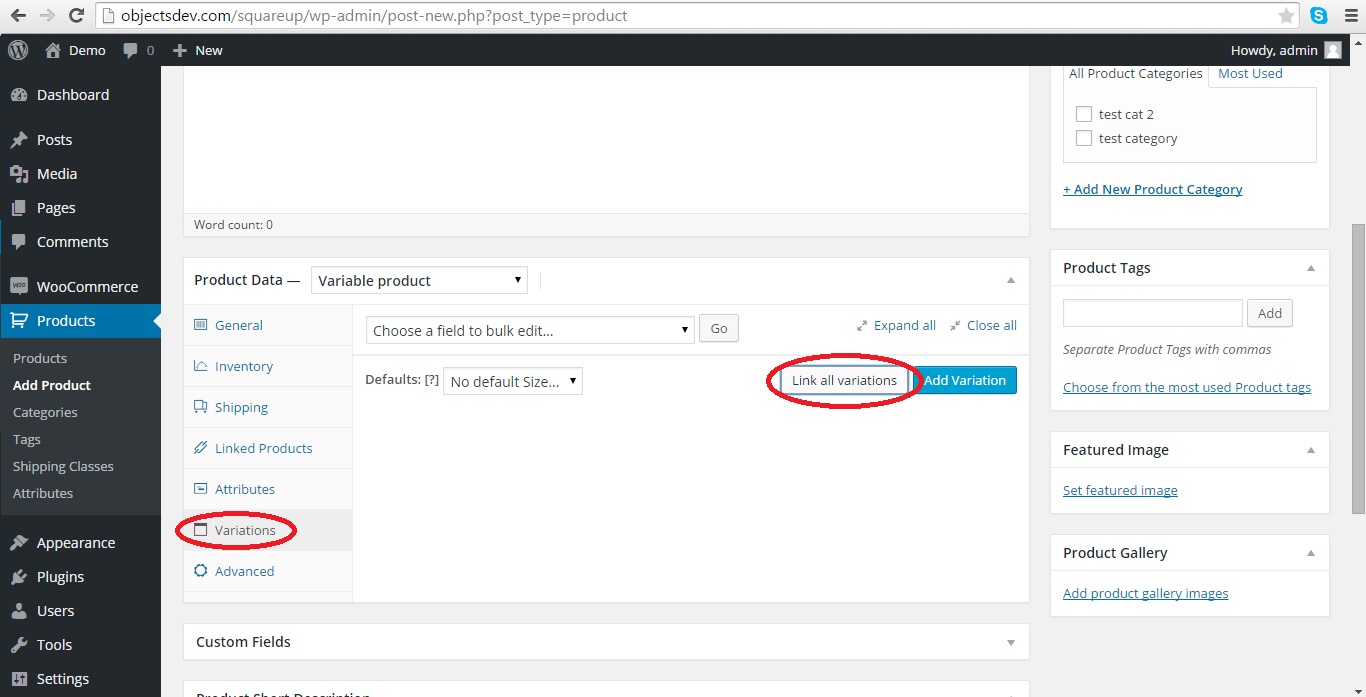 objectsdev.com/squareup/wp-admin/post-new.php?post_type=product
Demo 0 New
Howdy, admin
Dashboard
Posts
Media
Pages
Comments
WooCommerce
Products
Products
Add Product
Categories
Tags
Shipping Classes
Attributes
Appearance
Plugins
Users
Tools
Settings
Word count: 0
Product Data — Variable product
General
Inventory
Shipping
Linked Products
Attributes
Variations
Advanced
Choose a field to bulk edit... Go Expand all Close all
Defaults: [?] No default Size... Link all variations Add Variation
Custom Fields
Product Short Description
All Product Categories Most Used
test cat 2
test category
+ Add New Product Category
Product Tags
Add
Separate Product Tags with commas
Choose from the most used Product tags
Featured Image
Set featured image
Product Gallery
Add product gallery images